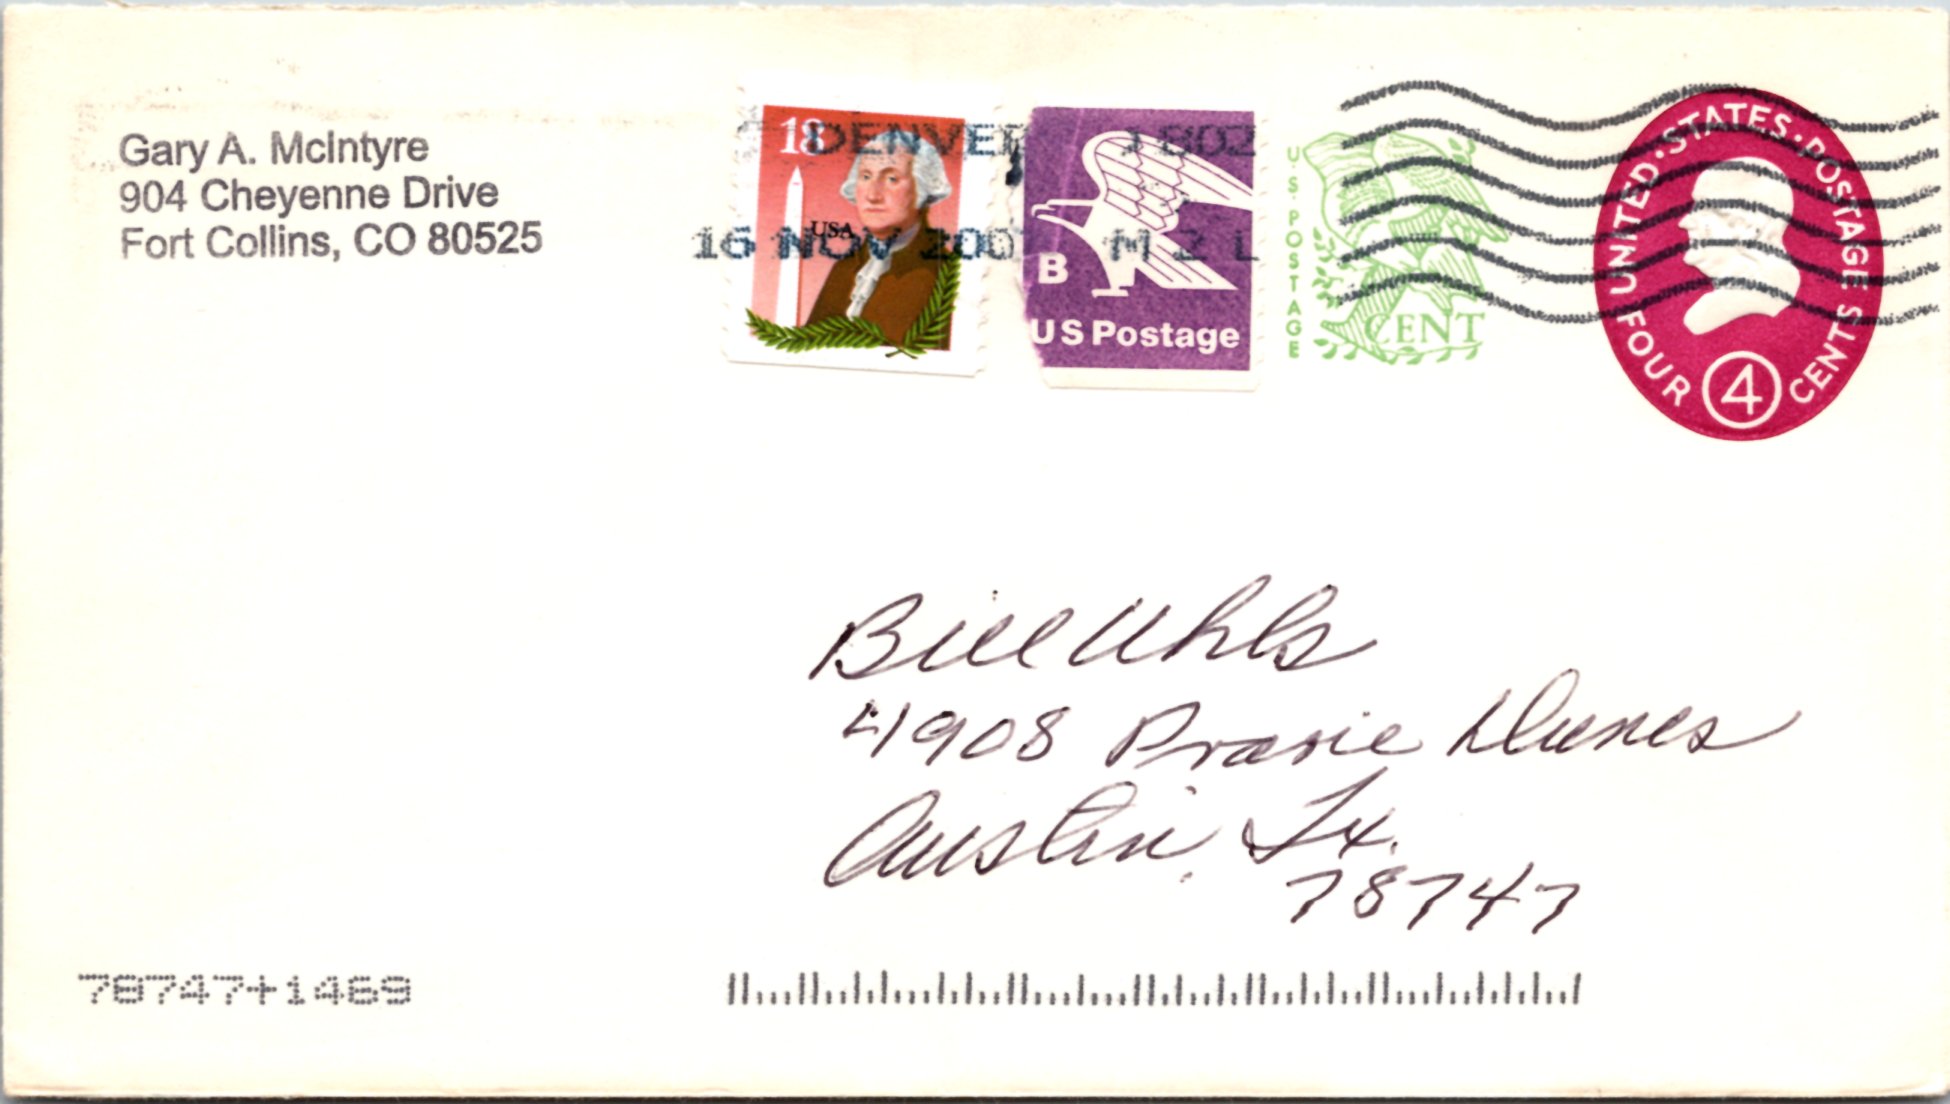 Gary A. McIntyre
904 Cheyenne Drive
Fort Collins, CO 80525
18
USA
DENVER 802
16 NOV 200 M 2 L
B
US Postage
U.S. POSTAGE
CENT
UNITED·STATES·POSTAGE
FOUR 4 CENTS
Bill Uhls
4908 Prarie Dunes
Austin, Tx.
78747
78747+1469